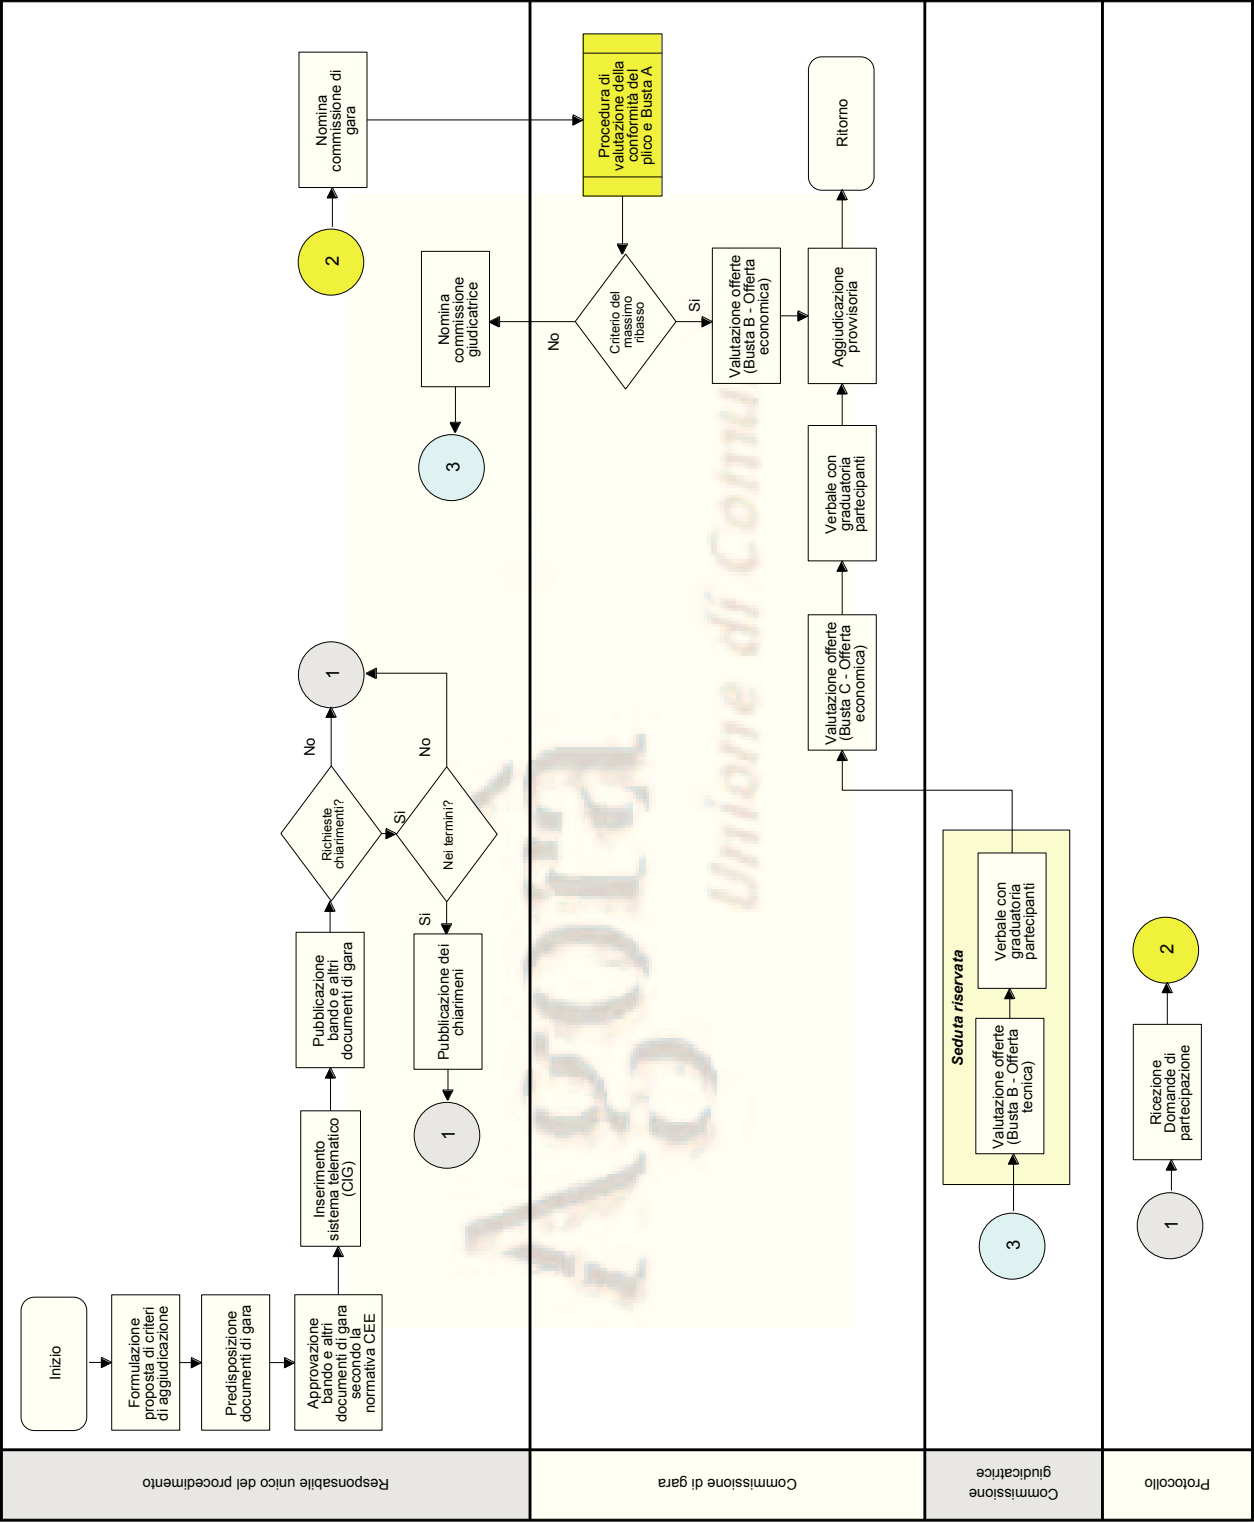 Responsabile unico del procedimento
Inizio
Formulazione
proposta di criteri
di aggiudicazione
Predisposizione
documenti di gara
Approvazione
bando e altri
documenti di gara
secondo la
normativa CEE
Inserimento
sistema telematico
(CIG)
Pubblicazione
bando e altri
documenti di gara
Richieste
chiarimenti?
No
1
Si
Nei termini?
No
Si
Pubblicazione dei
chiarimeni
1
2
Nomina
commissione di
gara
Nomina
commissione
giudicatrice
3
Commissione di gara
Procedura di
valutazione della
conformità del
plico e Busta A
Criterio del
massimo
ribasso
No
Si
Valutazione offerte
(Busta B - Offerta
economica)
Valutazione offerte
(Busta C - Offerta
economica)
Verbale con
graduatoria
partecipanti
Aggiudicazione
provvisoria
Ritorno
Commissione
giudicatrice
3
Seduta riservata
Valutazione offerte
(Busta B - Offerta
tecnica)
Verbale con
graduatoria
partecipanti
Protocollo
1
Ricezione
Domande di
partecipazione
2
Agorà
Unione di Comu